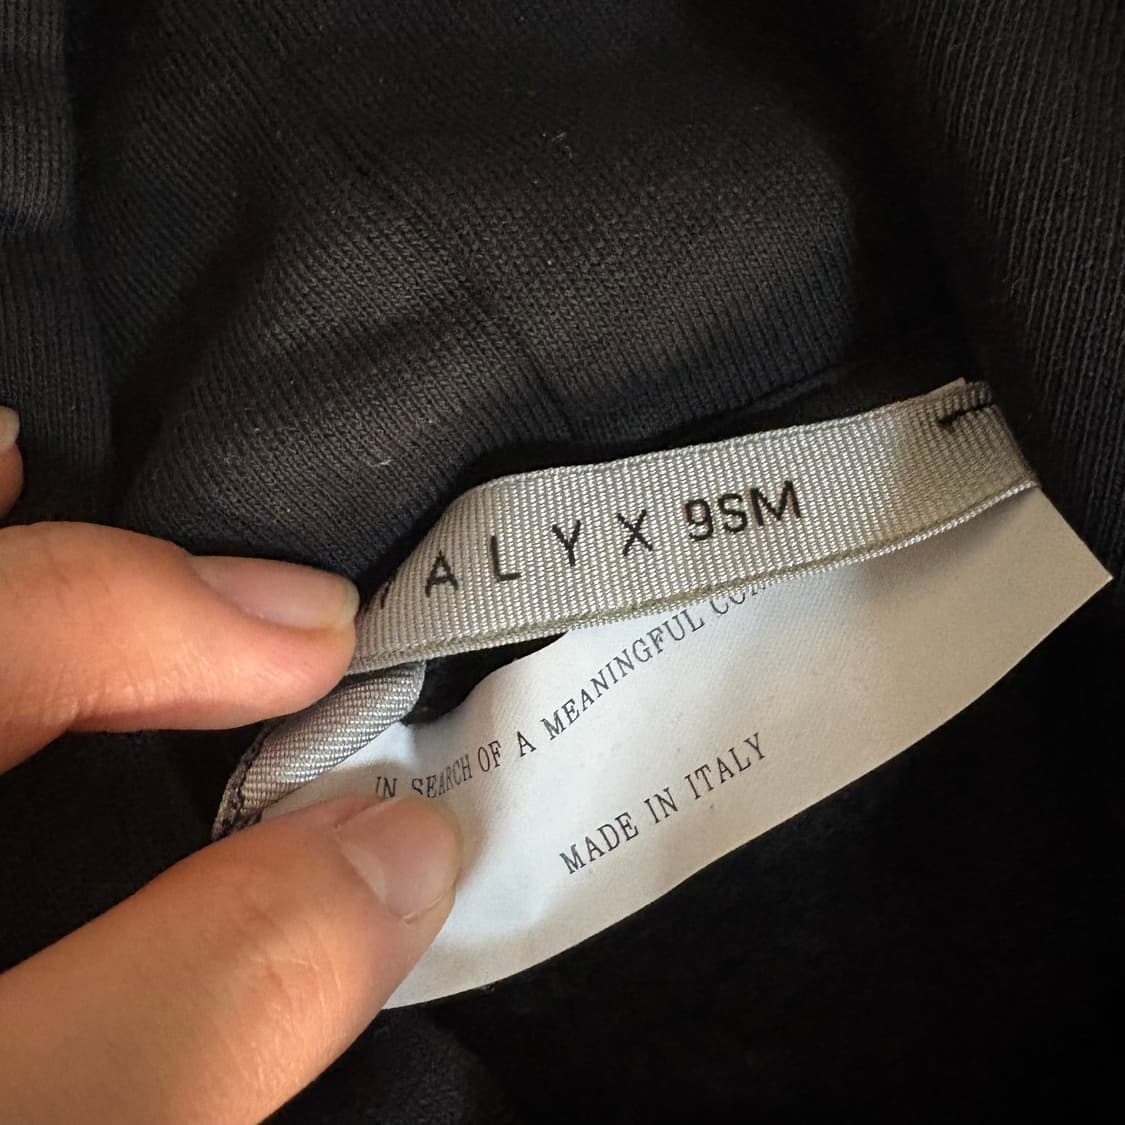 ALYX 9SM
IN SEARCH OF A MEANINGFUL
MADE IN ITALY